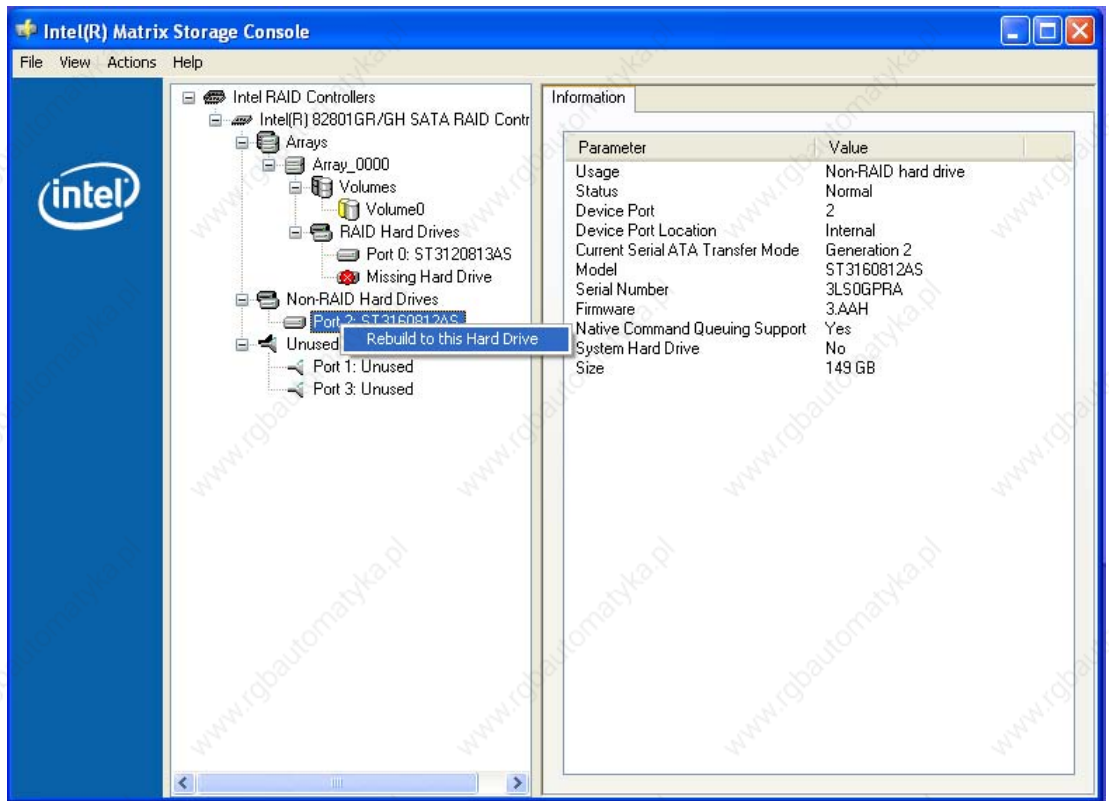 Intel(R) Matrix Storage Console
File View Actions Help
intel
Intel RAID Controllers
Intel(R) 82801GR/GH SATA RAID Contr
Arrays
Array_0000
Volumes
Volume0
RAID Hard Drives
Port 0: ST3120813AS
Missing Hard Drive
Non-RAID Hard Drives
Port 2: ST3160812AS
Rebuild to this Hard Drive
Unused
Port 1: Unused
Port 3: Unused
Information
Parameter Value
Usage Non-RAID hard drive
Status Normal
Device Port 2
Device Port Location Internal
Current Serial ATA Transfer Mode Generation 2
Model ST3160812AS
Serial Number 3LS0GPRA
Firmware 3.AAH
Native Command Queuing Support Yes
System Hard Drive No
Size 149 GB
www.rgbautomatyka.pl